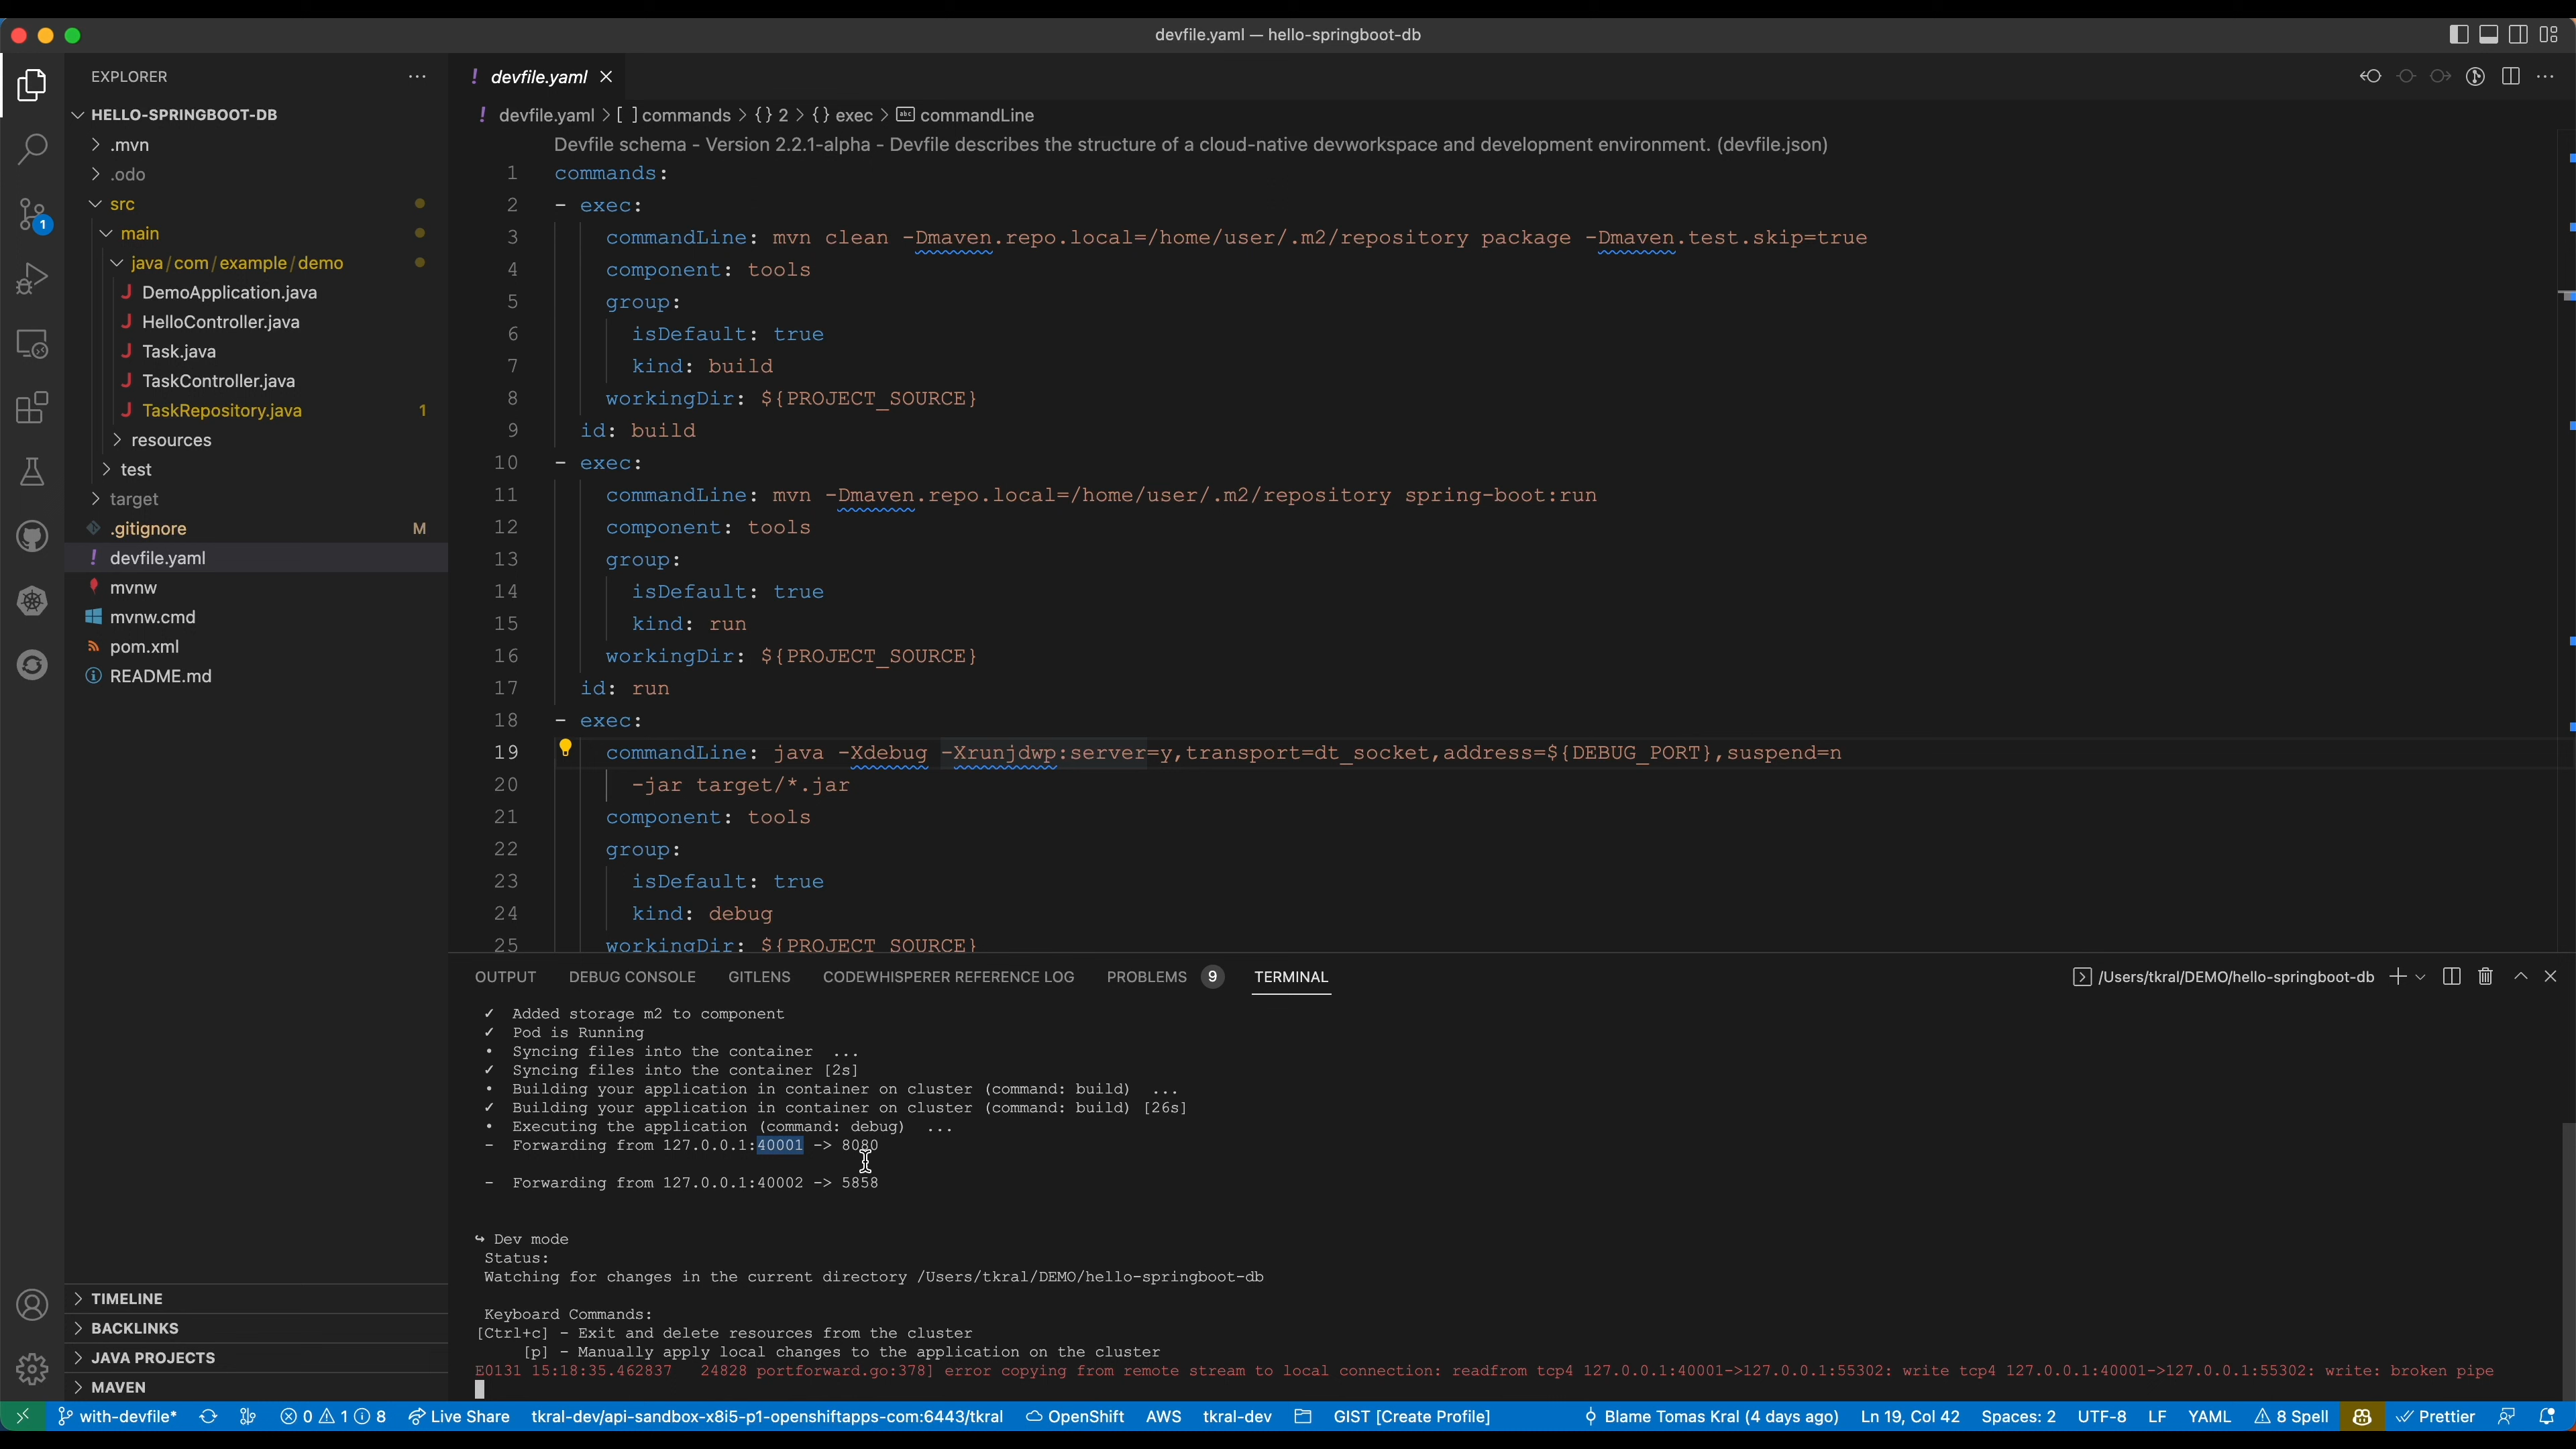 devfile.yaml — hello-springboot-db
EXPLORER
HELLO-SPRINGBOOT-DB
.mvn
.odo
src
main
java/com/example/demo
DemoApplication.java
HelloController.java
Task.java
TaskController.java
TaskRepository.java 1
resources
test
target
.gitignore M
devfile.yaml
mvnw
mvnw.cmd
pom.xml
README.md
TIMELINE
BACKLINKS
JAVA PROJECTS
MAVEN
1
! devfile.yaml
! devfile.yaml > [ ] commands > {} 2 > {} exec > abc commandLine
Devfile schema - Version 2.2.1-alpha - Devfile describes the structure of a cloud-native devworkspace and development environment. (devfile.json)
1 commands:
2 - exec:
3 commandLine: mvn clean -Dmaven.repo.local=/home/user/.m2/repository package -Dmaven.test.skip=true
4 component: tools
5 group:
6 isDefault: true
7 kind: build
8 workingDir: ${PROJECT_SOURCE}
9 id: build
10 - exec:
11 commandLine: mvn -Dmaven.repo.local=/home/user/.m2/repository spring-boot:run
12 component: tools
13 group:
14 isDefault: true
15 kind: run
16 workingDir: ${PROJECT_SOURCE}
17 id: run
18 - exec:
19 commandLine: java -Xdebug -Xrunjdwp:server=y,transport=dt_socket,address=${DEBUG_PORT},suspend=n
20 -jar target/*.jar
21 component: tools
22 group:
23 isDefault: true
24 kind: debug
25 workingDir: ${PROJECT_SOURCE}
OUTPUT DEBUG CONSOLE GITLENS CODEWHISPERER REFERENCE LOG PROBLEMS 9 TERMINAL /Users/tkral/DEMO/hello-springboot-db
✓ Added storage m2 to component
✓ Pod is Running
• Syncing files into the container ...
✓ Syncing files into the container [2s]
• Building your application in container on cluster (command: build) ...
✓ Building your application in container on cluster (command: build) [26s]
• Executing the application (command: debug) ...
- Forwarding from 127.0.0.1:40001 -> 8080
- Forwarding from 127.0.0.1:40002 -> 5858
↪ Dev mode
Status:
Watching for changes in the current directory /Users/tkral/DEMO/hello-springboot-db
Keyboard Commands:
[Ctrl+c] - Exit and delete resources from the cluster
[p] - Manually apply local changes to the application on the cluster
E0131 15:18:35.462837 24828 portforward.go:378] error copying from remote stream to local connection: readfrom tcp4 127.0.0.1:40001->127.0.0.1:55302: write tcp4 127.0.0.1:40001->127.0.0.1:55302: write: broken pipe
with-devfile* 0 1 8 Live Share tkral-dev/api-sandbox-x8i5-p1-openshiftapps-com:6443/tkral OpenShift AWS tkral-dev GIST [Create Profile] Blame Tomas Kral (4 days ago) Ln 19, Col 42 Spaces: 2 UTF-8 LF YAML 8 Spell Prettier